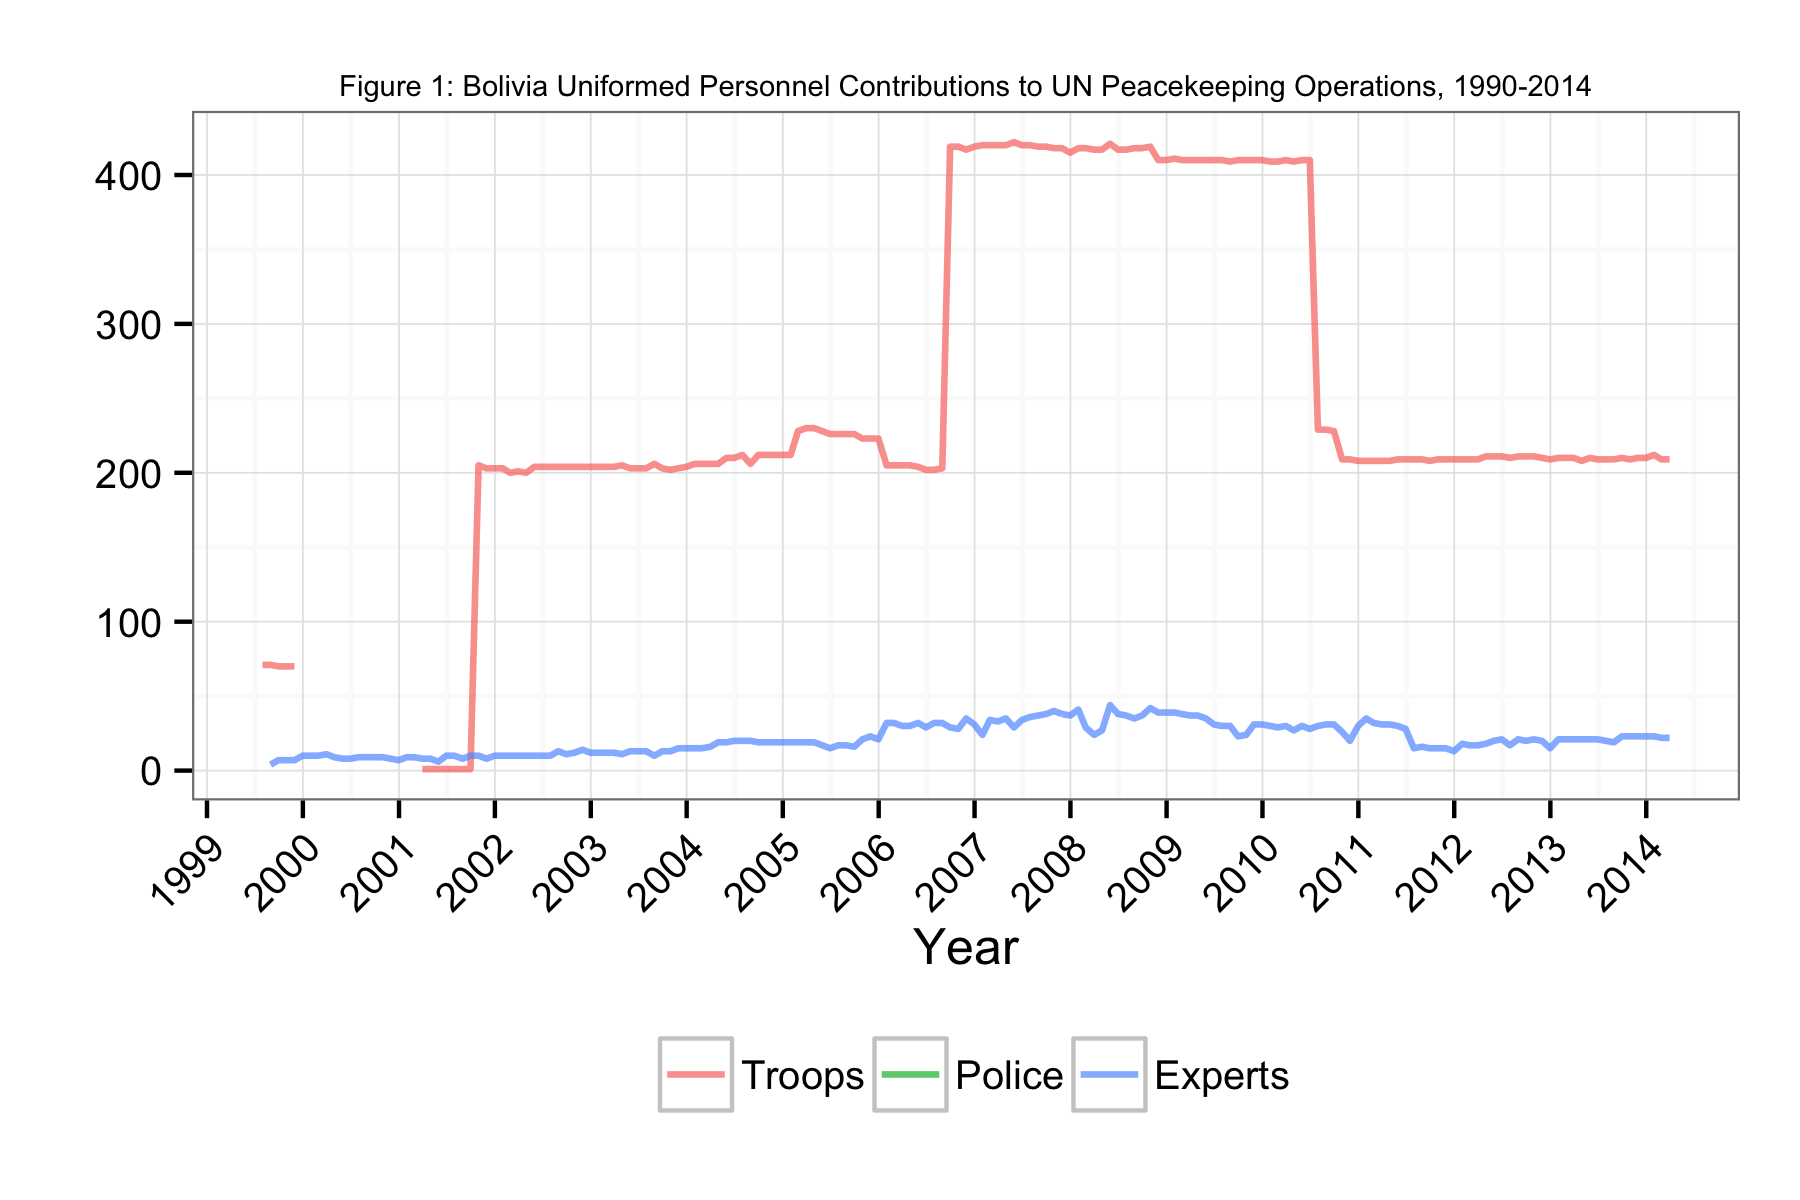 Figure 1: Bolivia Uniformed Personnel Contributions to UN Peacekeeping Operations, 1990-2014
400
300
200
100
0
1999 2000 2001 2002 2003 2004 2005 2006 2007 2008 2009 2010 2011 2012 2013 2014
Year
Troops Police Experts